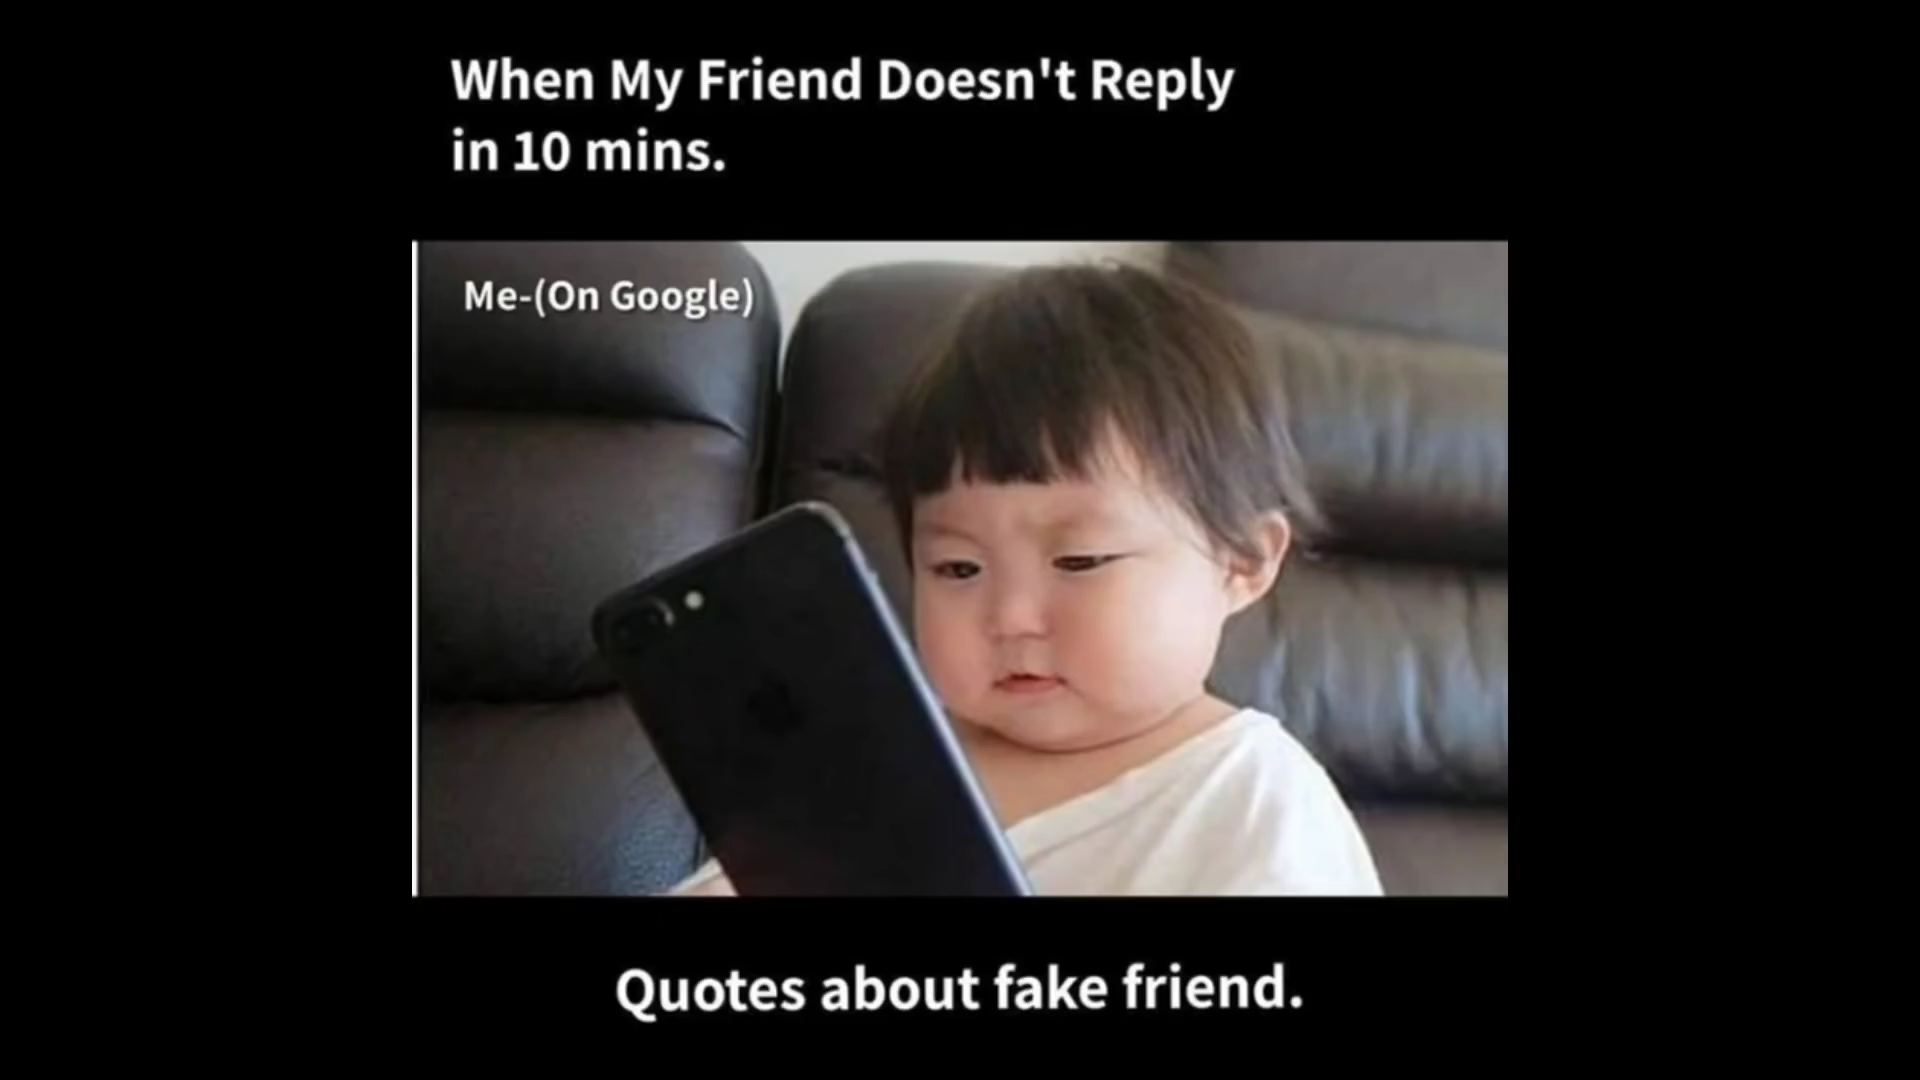 When My Friend Doesn't Reply
in 10 mins.
Me-(On Google)
Quotes about fake friend.